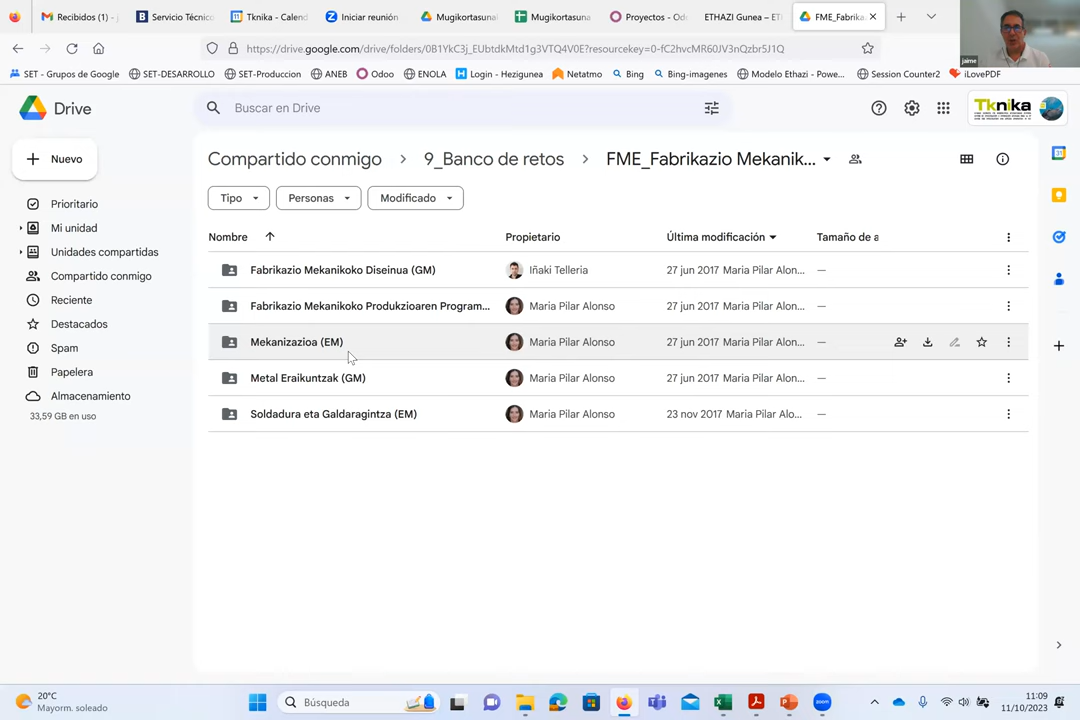 Recibidos (1) -
Servicio Técnico
Tknika - Calend
Iniciar reunión
Mugikortasuna
Mugikortasuna
Proyectos - Od
ETHAZI Gunea – ET
FME_Fabrika
https://drive.google.com/drive/folders/0B1YkC3j_EUbtdkMtd1g3VTQ4V0E?resourcekey=0-fC2hvcMR60JV3nQzbr5J1Q
SET - Grupos de Google
SET-DESARROLLO
SET-Produccion
ANEB
Odoo
ENOLA
Login - Hezigunea
Netatmo
Bing
Bing-imagenes
Modelo Ethazi - Powe...
Session Counter2
iLovePDF
jaime
Drive
Buscar en Drive
Tknika
Nuevo
Compartido conmigo > 9_Banco de retos > FME_Fabrikazio Mekanik...
Tipo
Personas
Modificado
Prioritario
Mi unidad
Unidades compartidas
Compartido conmigo
Reciente
Destacados
Spam
Papelera
Almacenamiento
33,59 GB en uso
Nombre
Propietario
Última modificación
Tamaño de a
Fabrikazio Mekanikoko Diseinua (GM)
Iñaki Telleria
27 jun 2017 Maria Pilar Alon...
—
Fabrikazio Mekanikoko Produkzioaren Program...
Maria Pilar Alonso
27 jun 2017 Maria Pilar Alon...
—
Mekanizazioa (EM)
Maria Pilar Alonso
27 jun 2017 Maria Pilar Alon...
—
Metal Eraikuntzak (GM)
Maria Pilar Alonso
27 jun 2017 Maria Pilar Alon...
—
Soldadura eta Galdaragintza (EM)
Maria Pilar Alonso
23 nov 2017 Maria Pilar Alo...
—
20°C
Mayorm. soleado
Búsqueda
zoom
11:09
11/10/2023